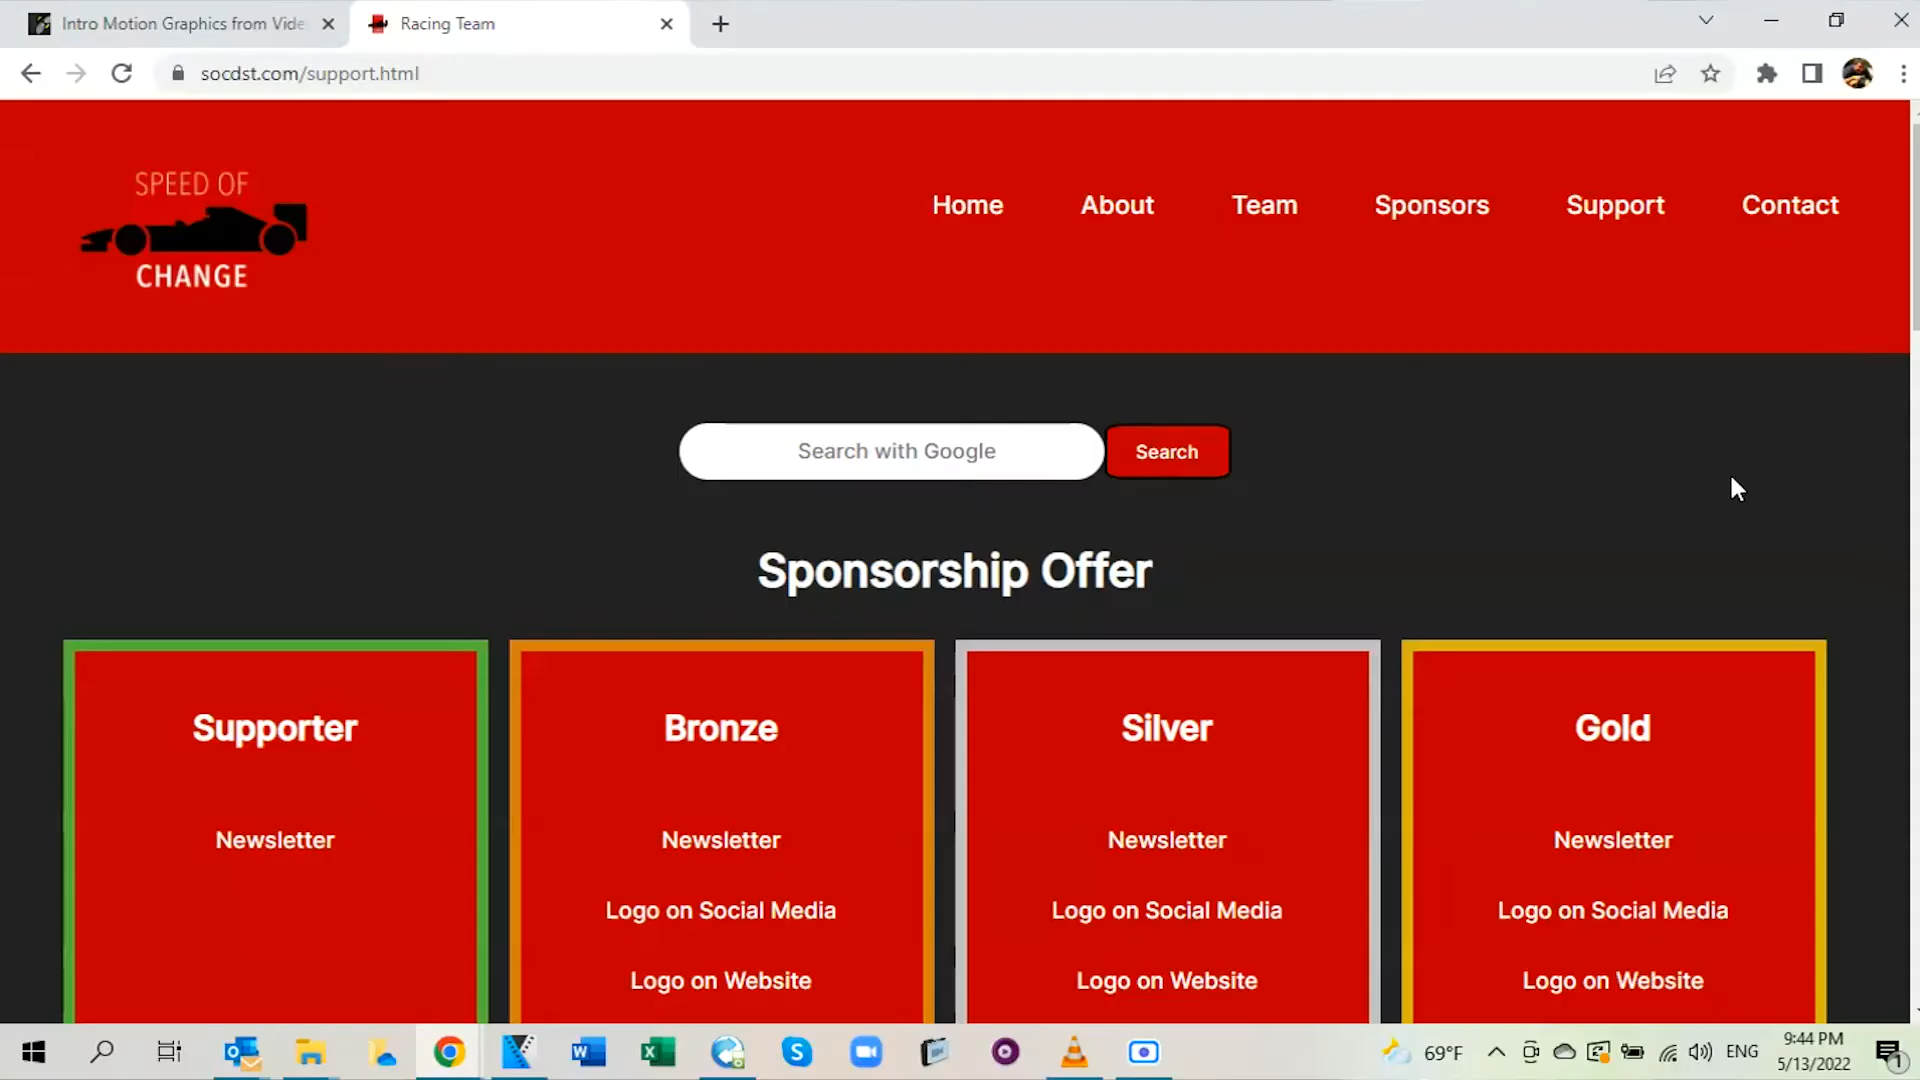 Intro Motion Graphics from Vide
Racing Team
socdst.com/support.html
SPEED OF
CHANGE
Home
About
Team
Sponsors
Support
Contact
Search with Google
Search
Sponsorship Offer
Supporter
Bronze
Silver
Gold
Newsletter
Newsletter
Newsletter
Newsletter
Logo on Social Media
Logo on Social Media
Logo on Social Media
Logo on Website
Logo on Website
Logo on Website
69°F
ENG
9:44 PM
5/13/2022
1